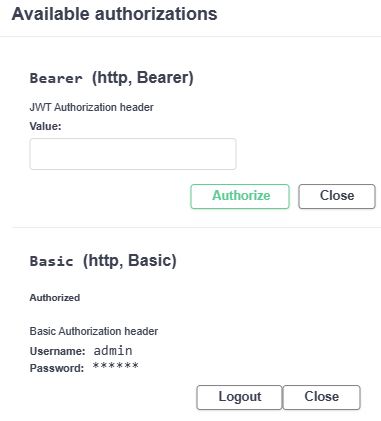 Available authorizations
Bearer (http, Bearer)
JWT Authorization header
Value:
Authorize Close
Basic (http, Basic)
Authorized
Basic Authorization header
Username: admin
Password: ******
Logout Close